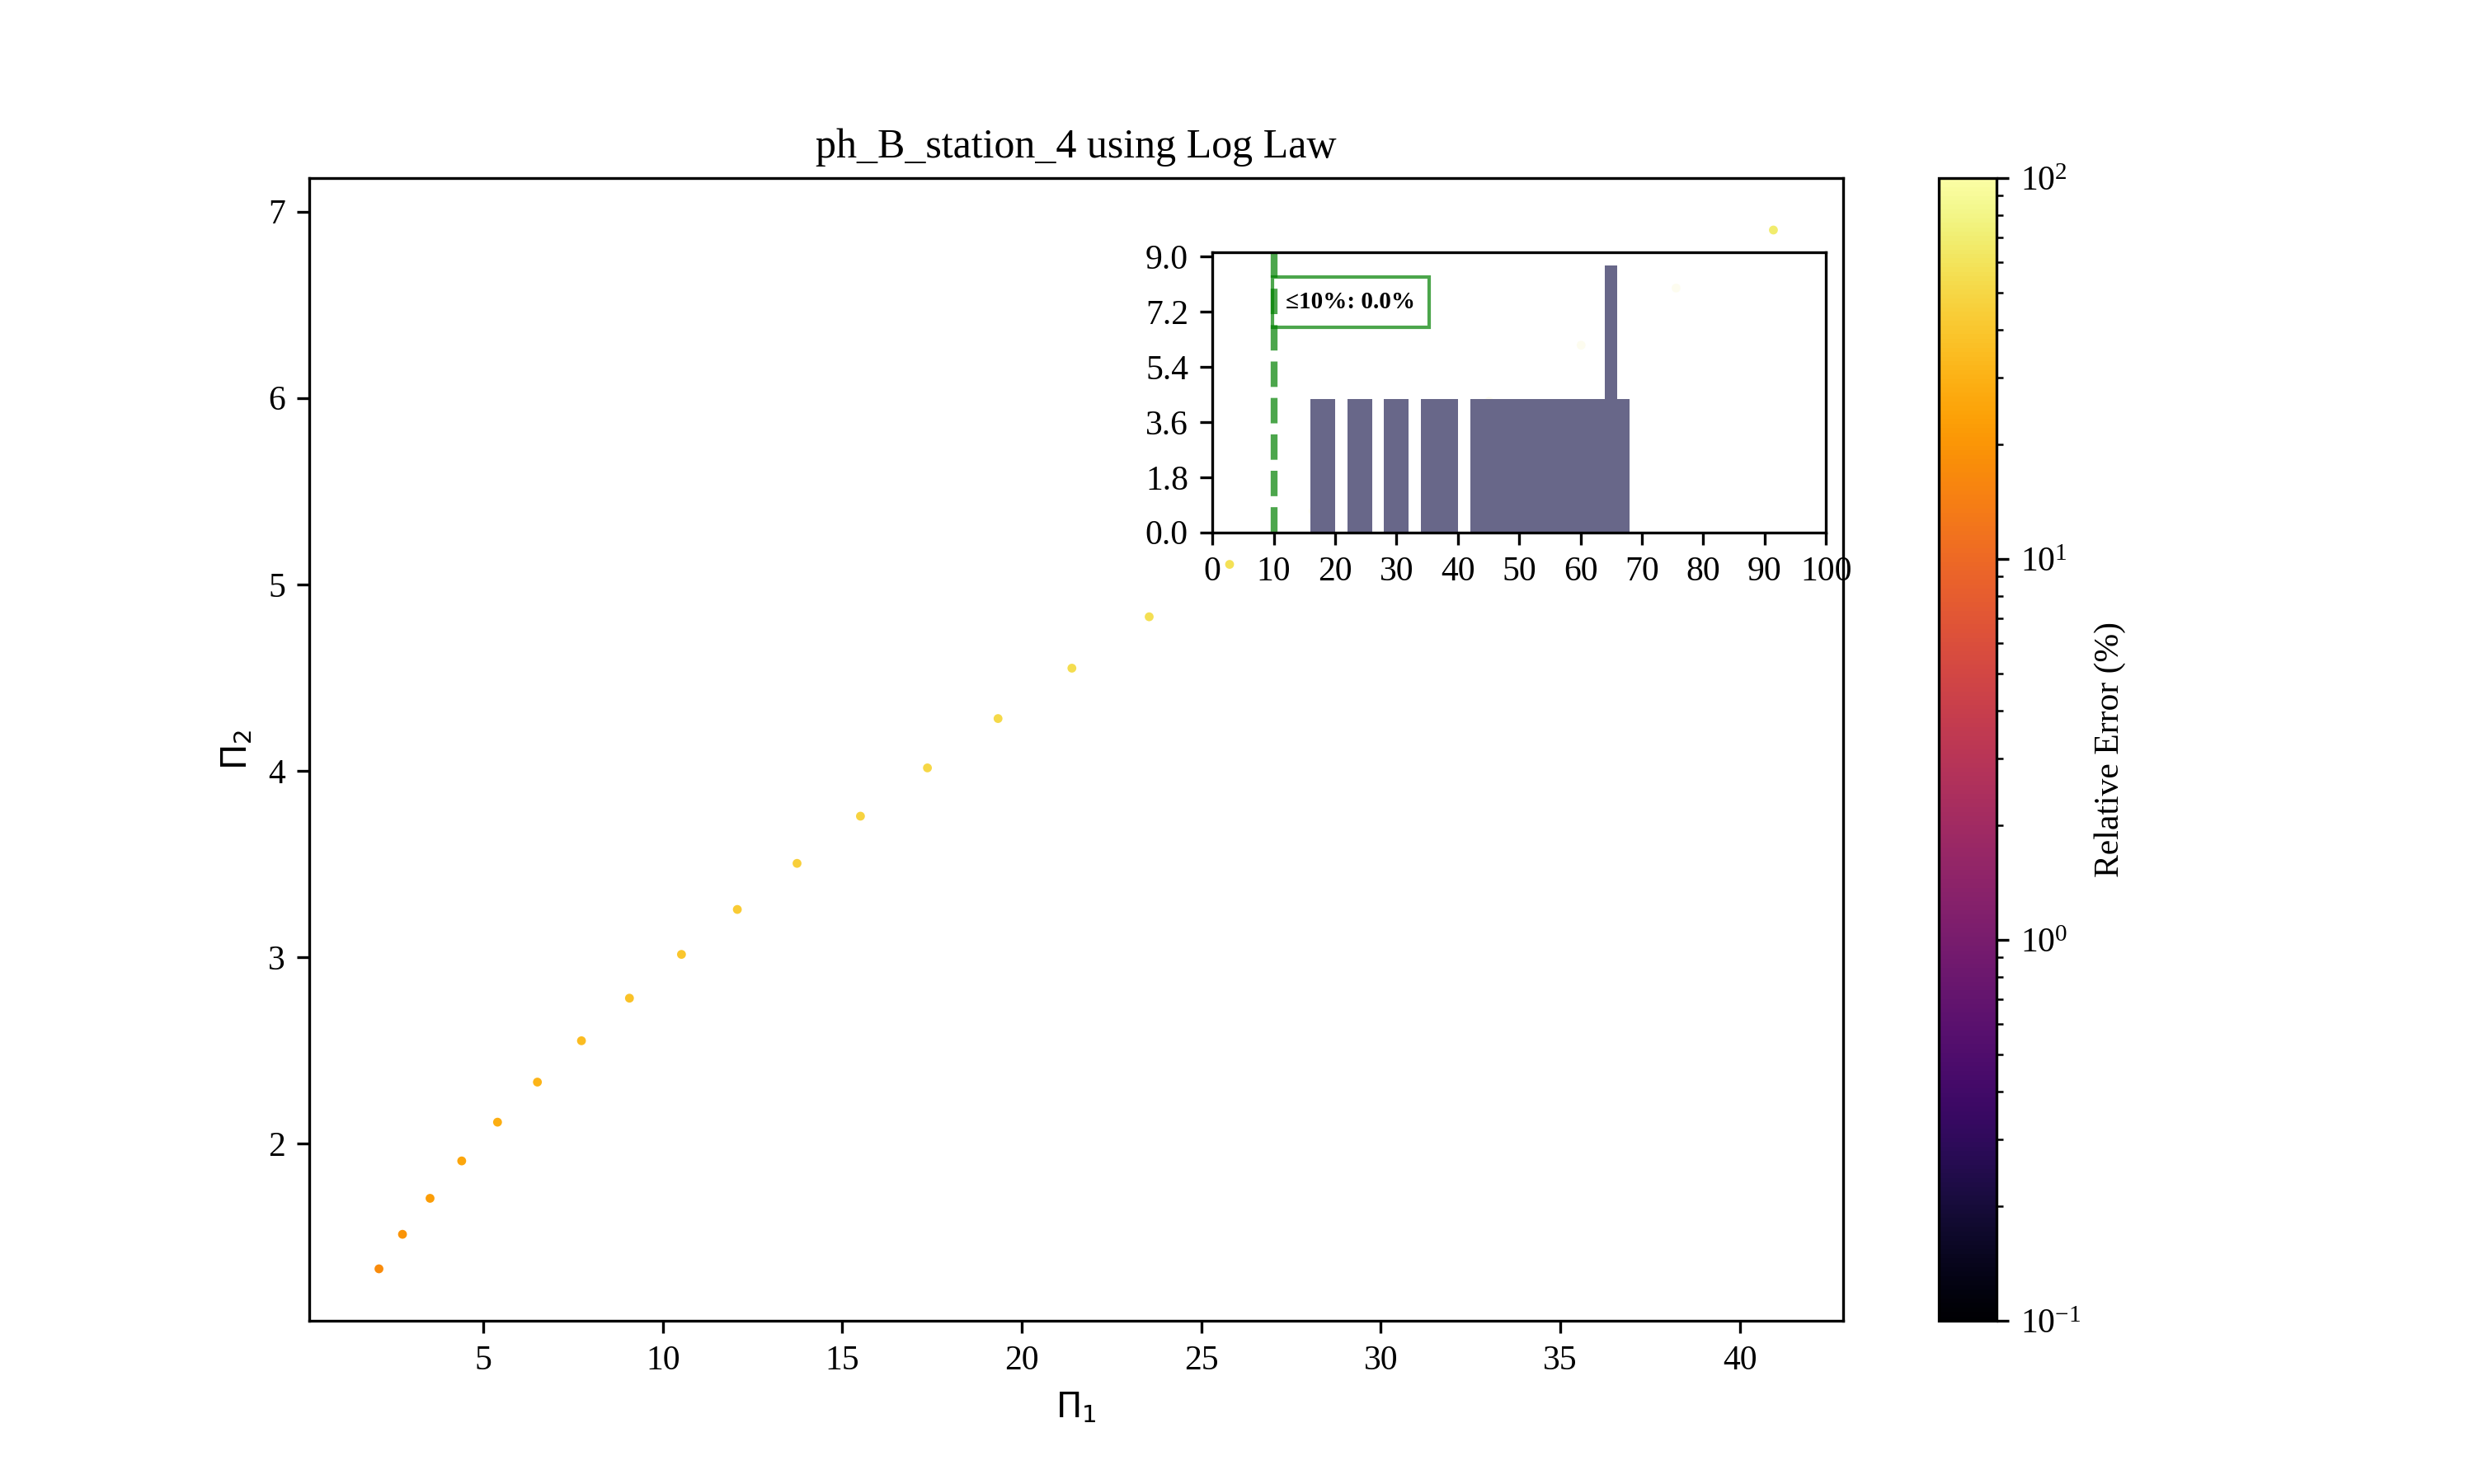 ph_B_station_4 using Log Law
7
6
5
4
3
2
Π₂
5 10 15 20 25 30 35 40
Π₁
9.0
7.2
5.4
3.6
1.8
0.0
≤10%: 0.0%
0 10 20 30 40 50 60 70 80 90 100
10²
10¹
10⁰
10⁻¹
Relative Error (%)